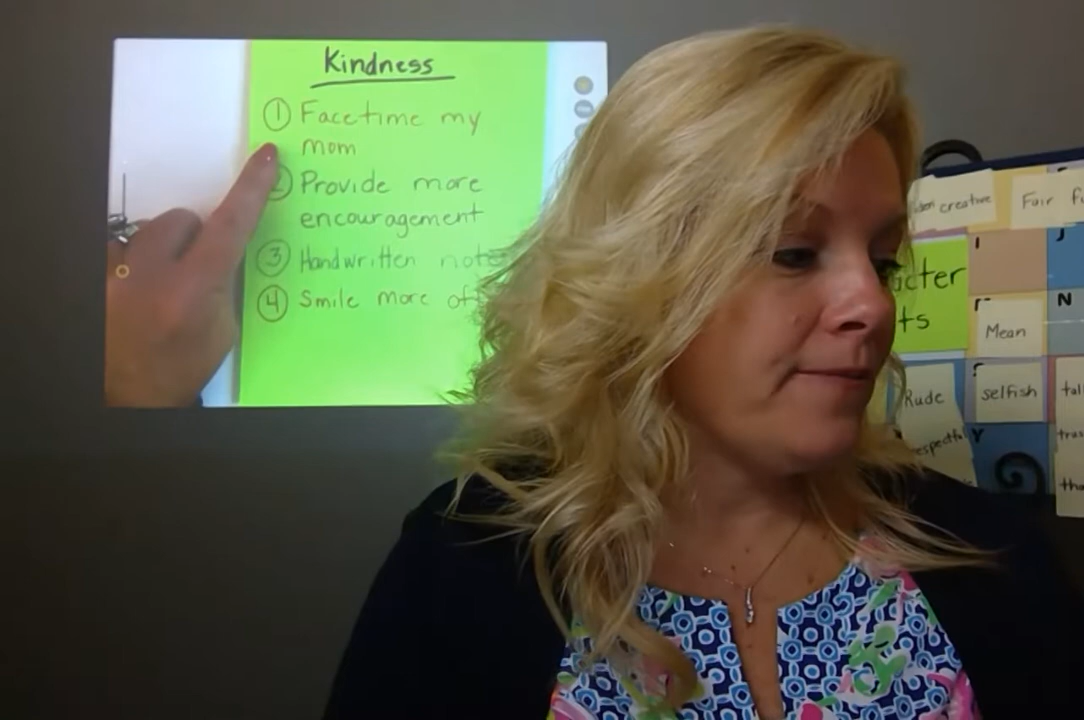 Kindness
① Facetime my
mom
② Provide more
encouragement
③ Handwritten
④ Smile more
creative
Fair
Mean
Rude
selfish
N
Y